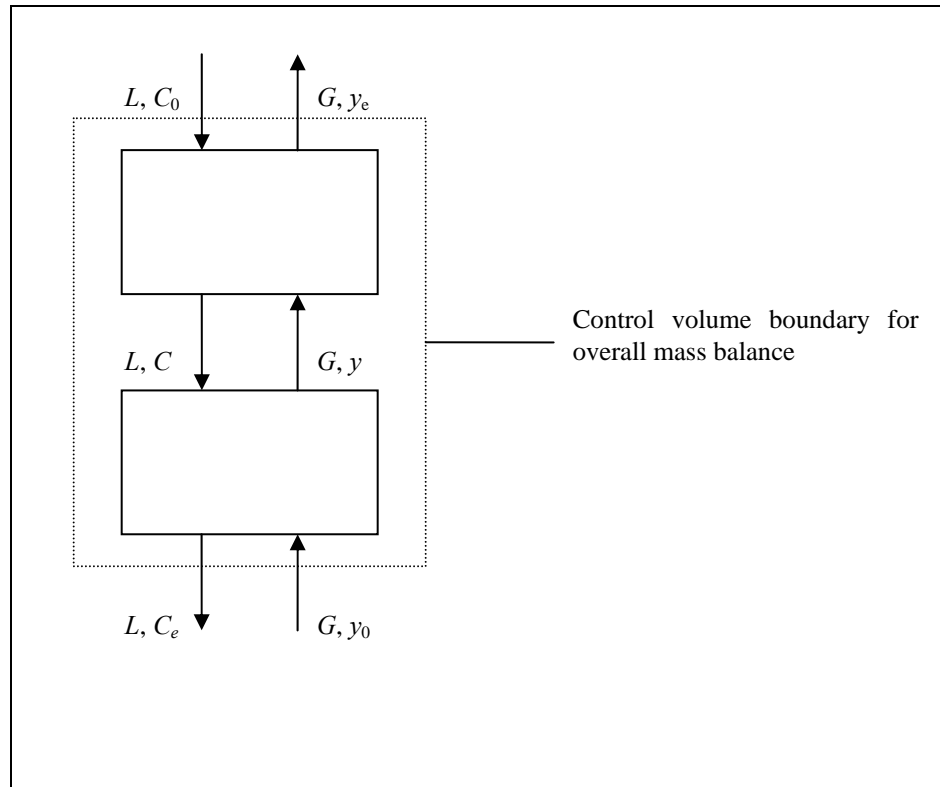 L, C₀
G, yₑ
Control volume boundary for
overall mass balance
L, C
G, y
L, Cₑ
G, y₀